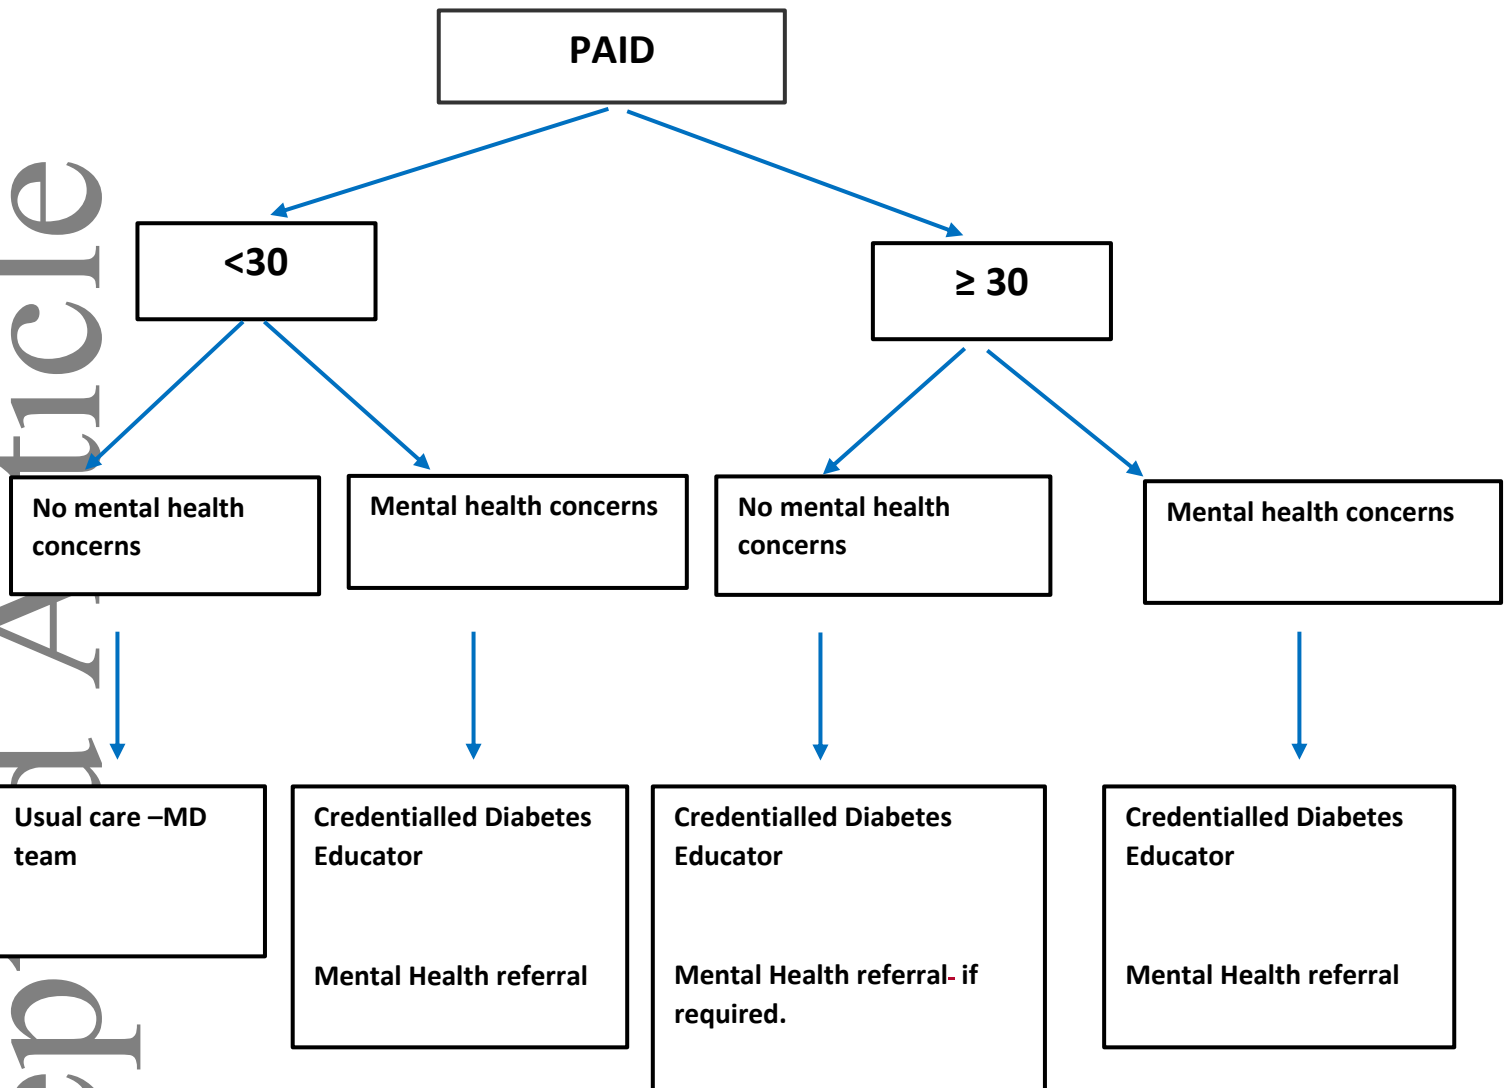 PAID
<30
≥ 30
No mental health
concerns
Mental health concerns
No mental health
concerns
Mental health concerns
Usual care –MD
team
Credentialled Diabetes
Educator
Mental Health referral
Credentialled Diabetes
Educator
Mental Health referral- if
required.
Credentialled Diabetes
Educator
Mental Health referral